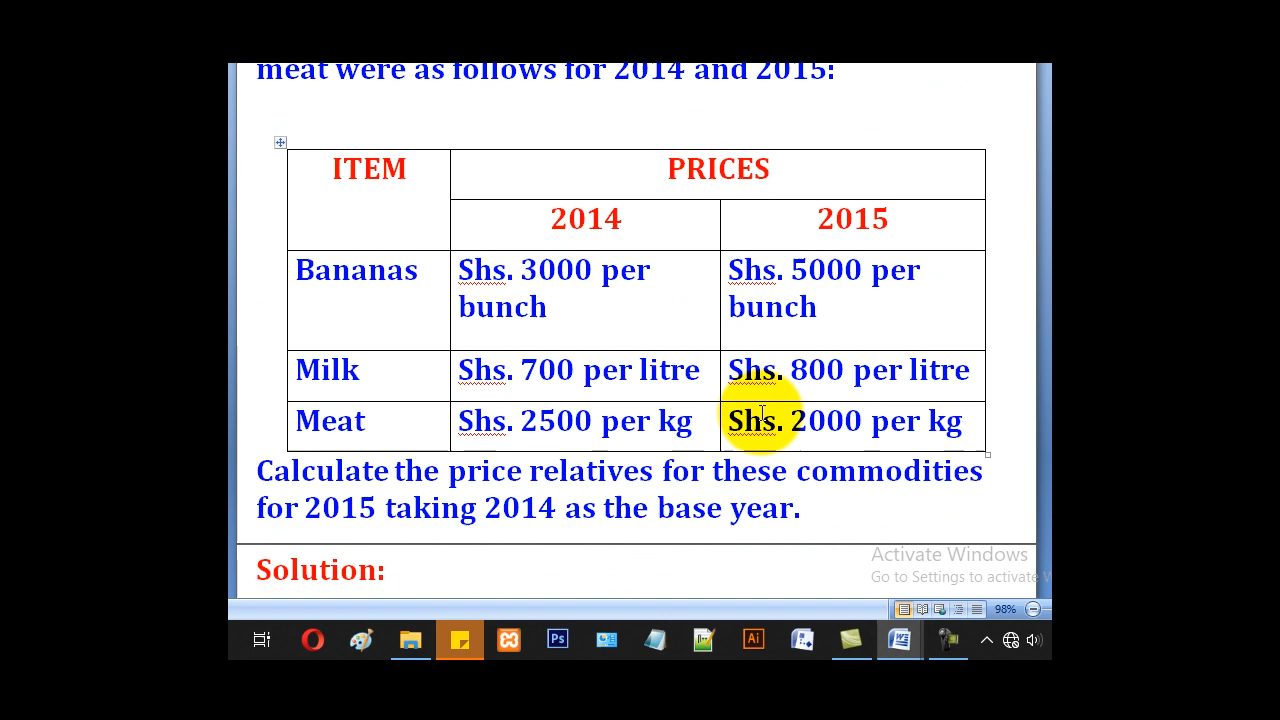 meat were as follows for 2014 and 2015:
ITEM PRICES
2014 2015
Bananas Shs. 3000 per Shs. 5000 per
bunch bunch
Milk Shs. 700 per litre Shs. 800 per litre
Meat Shs. 2500 per kg Shs. 2000 per kg
Calculate the price relatives for these commodities
for 2015 taking 2014 as the base year.
Solution:
Activate Windows
Go to Settings to activate W
98%
Ps
Ai
W